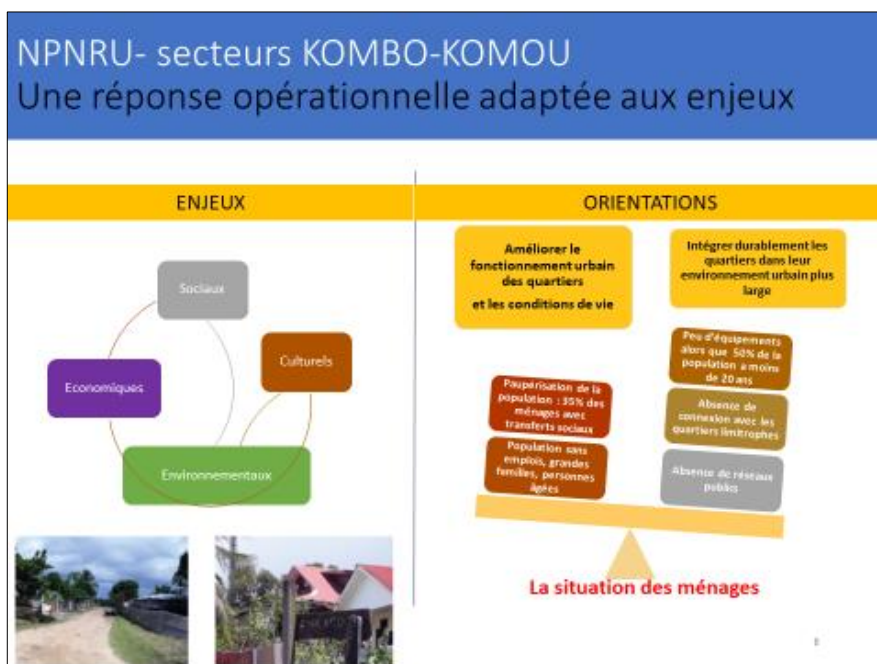 NPNRU- secteurs KOMBO-KOMOU
Une réponse opérationnelle adaptée aux enjeux
ENJEUX
Sociaux
Culturels
Economiques
Environnementaux
ORIENTATIONS
Améliorer le
fonctionnement urbain
des quartiers
et les conditions de vie
Intégrer durablement les
quartiers dans leur
environnement urbain plus
large
Paupérisation de la
population : 35% des
ménages avec
transferts sociaux
Population sans
emplois, grandes
familles, personnes
âgées
Peu d'équipements
alors que 50% de la
population a moins
de 20 ans
Absence de
connexion avec les
quartiers limitrophes
Absence de réseaux
publics
La situation des ménages